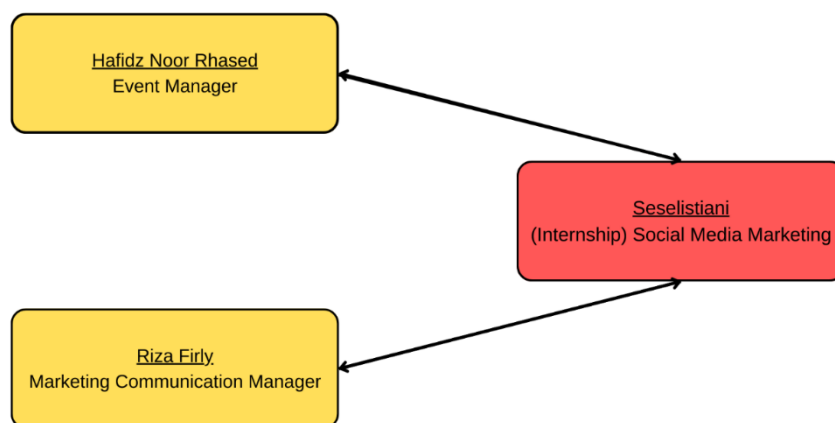 Hafidz Noor Rhased
Event Manager
Seselistiani
(Internship) Social Media Marketing
Riza Firly
Marketing Communication Manager